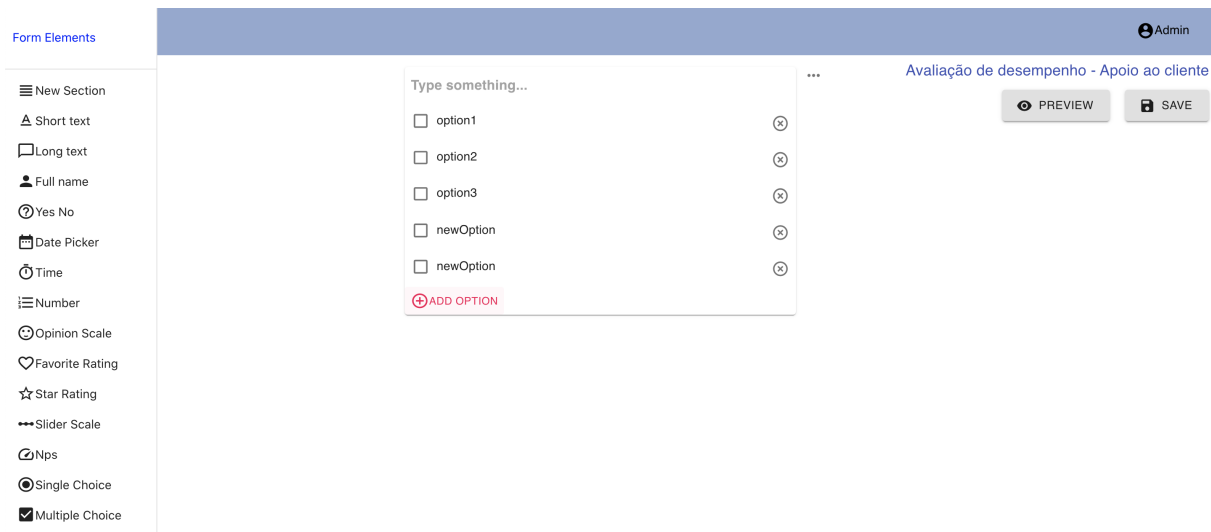 Form Elements
New Section
Short text
Long text
Full name
Yes No
Date Picker
Time
Number
Opinion Scale
Favorite Rating
Star Rating
Slider Scale
Nps
Single Choice
Multiple Choice
Admin
Type something...
option1
option2
option3
newOption
newOption
ADD OPTION
Avaliação de desempenho - Apoio ao cliente
PREVIEW
SAVE